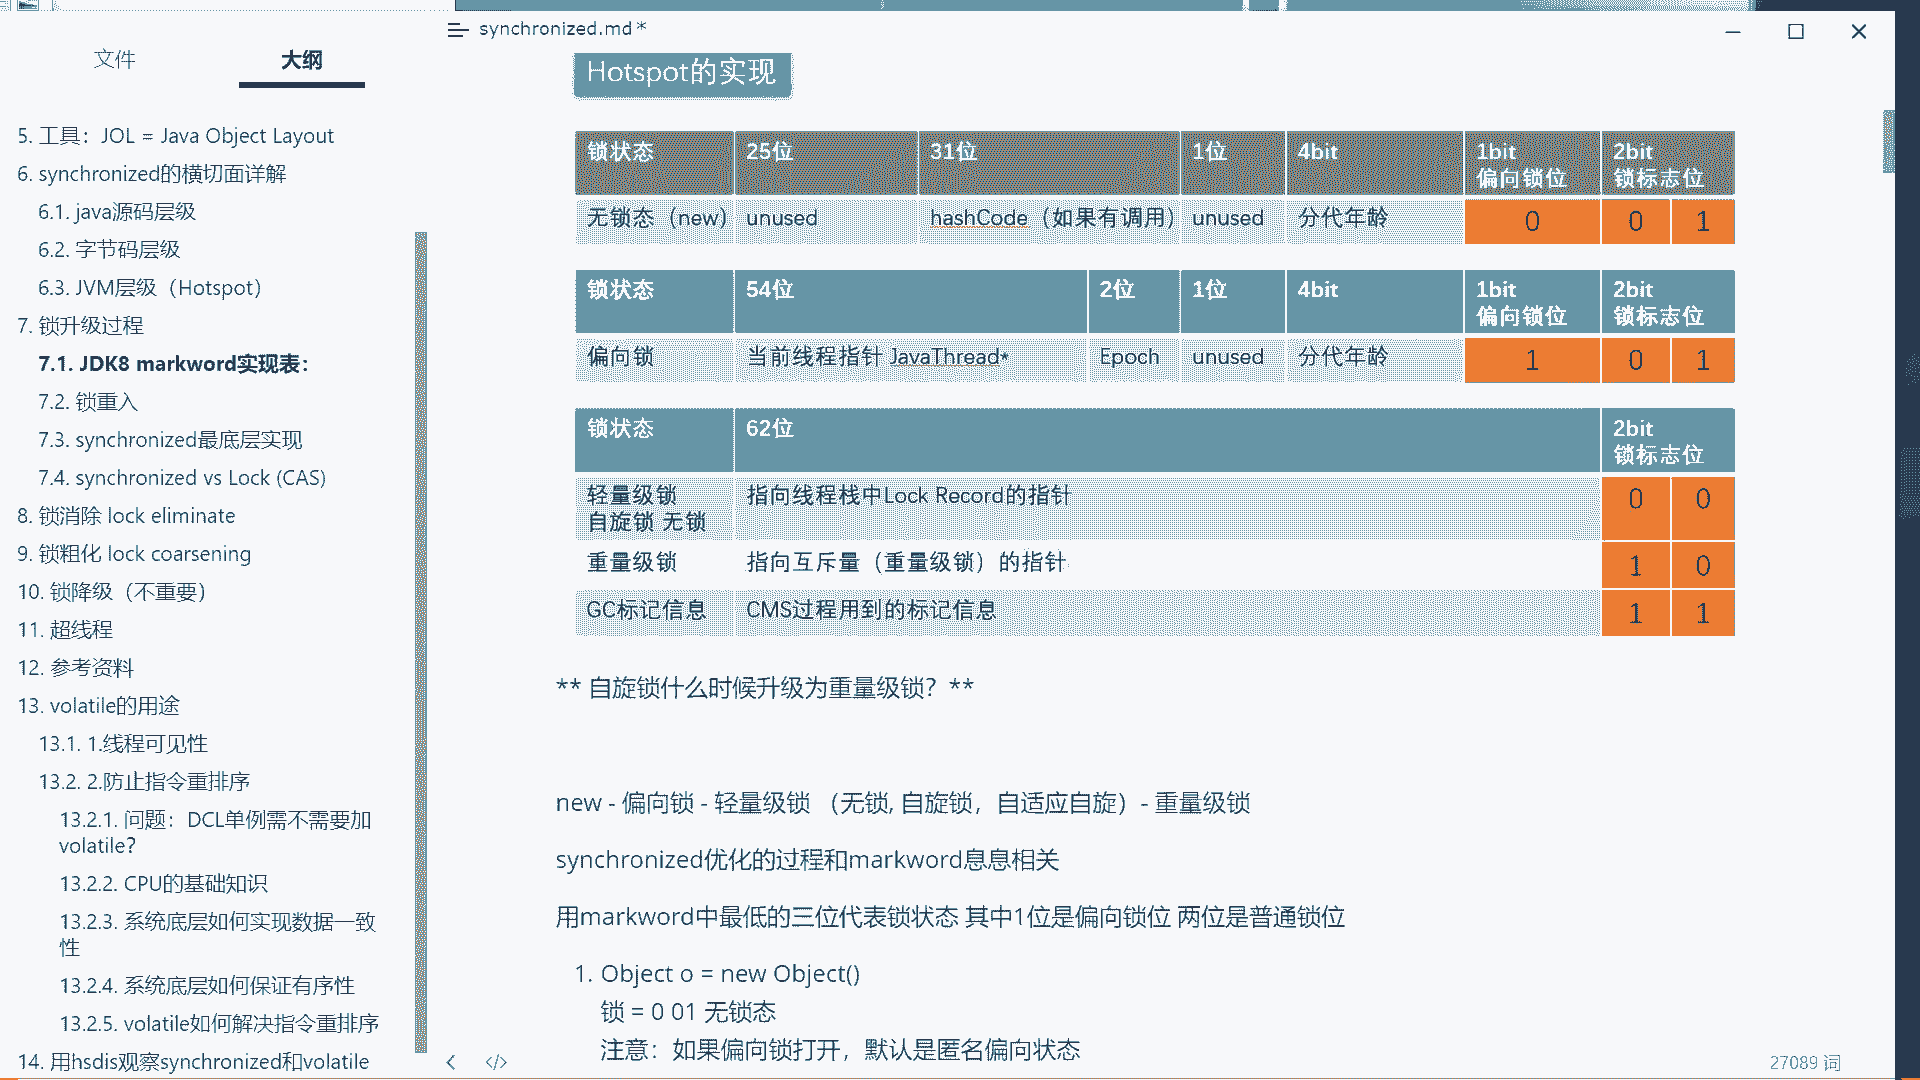 synchronized.md*
文件
大纲
5. 工具：JOL = Java Object Layout
6. synchronized的横切面详解
6.1. java源码层级
6.2. 字节码层级
6.3. JVM层级（Hotspot）
7. 锁升级过程
7.1. JDK8 markword实现表：
7.2. 锁重入
7.3. synchronized最底层实现
7.4. synchronized vs Lock (CAS)
8. 锁消除 lock eliminate
9. 锁粗化 lock coarsening
10. 锁降级（不重要）
11. 超线程
12. 参考资料
13. volatile的用途
13.1. 1.线程可见性
13.2. 2.防止指令重排序
13.2.1. 问题：DCL单例需不需要加
volatile？
13.2.2. CPU的基础知识
13.2.3. 系统底层如何实现数据一致
性
13.2.4. 系统底层如何保证有序性
13.2.5. volatile如何解决指令重排序
14. 用hsdis观察synchronized和volatile
Hotspot的实现
锁状态 25位 31位 1位 4bit 1bit 2bit
偏向锁位 锁标志位
无锁态（new） unused hashCode（如果有调用） unused 分代年龄 0 0 1
锁状态 54位 2位 1位 4bit 1bit 2bit
偏向锁位 锁标志位
偏向锁 当前线程指针 JavaThread* Epoch unused 分代年龄 1 0 1
锁状态 62位 2bit
锁标志位
轻量级锁 指向线程栈中Lock Record的指针 0 0
自旋锁 无锁
重量级锁 指向互斥量（重量级锁）的指针 1 0
GC标记信息 CMS过程用到的标记信息 1 1
** 自旋锁什么时候升级为重量级锁？**
new - 偏向锁 - 轻量级锁 （无锁, 自旋锁，自适应自旋）- 重量级锁
synchronized优化的过程和markword息息相关
用markword中最低的三位代表锁状态 其中1位是偏向锁位 两位是普通锁位
1. Object o = new Object()
锁 = 0 01 无锁态
注意：如果偏向锁打开，默认是匿名偏向状态
27089 词